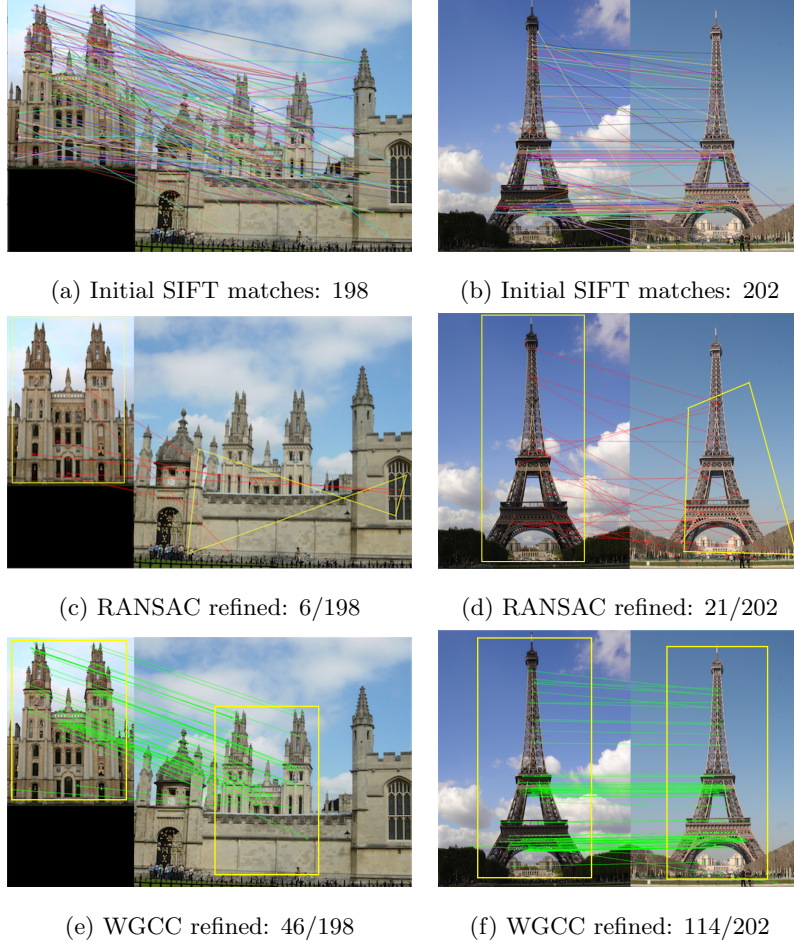 (a) Initial SIFT matches: 198
(b) Initial SIFT matches: 202
(c) RANSAC refined: 6/198
(d) RANSAC refined: 21/202
(e) WGCC refined: 46/198
(f) WGCC refined: 114/202